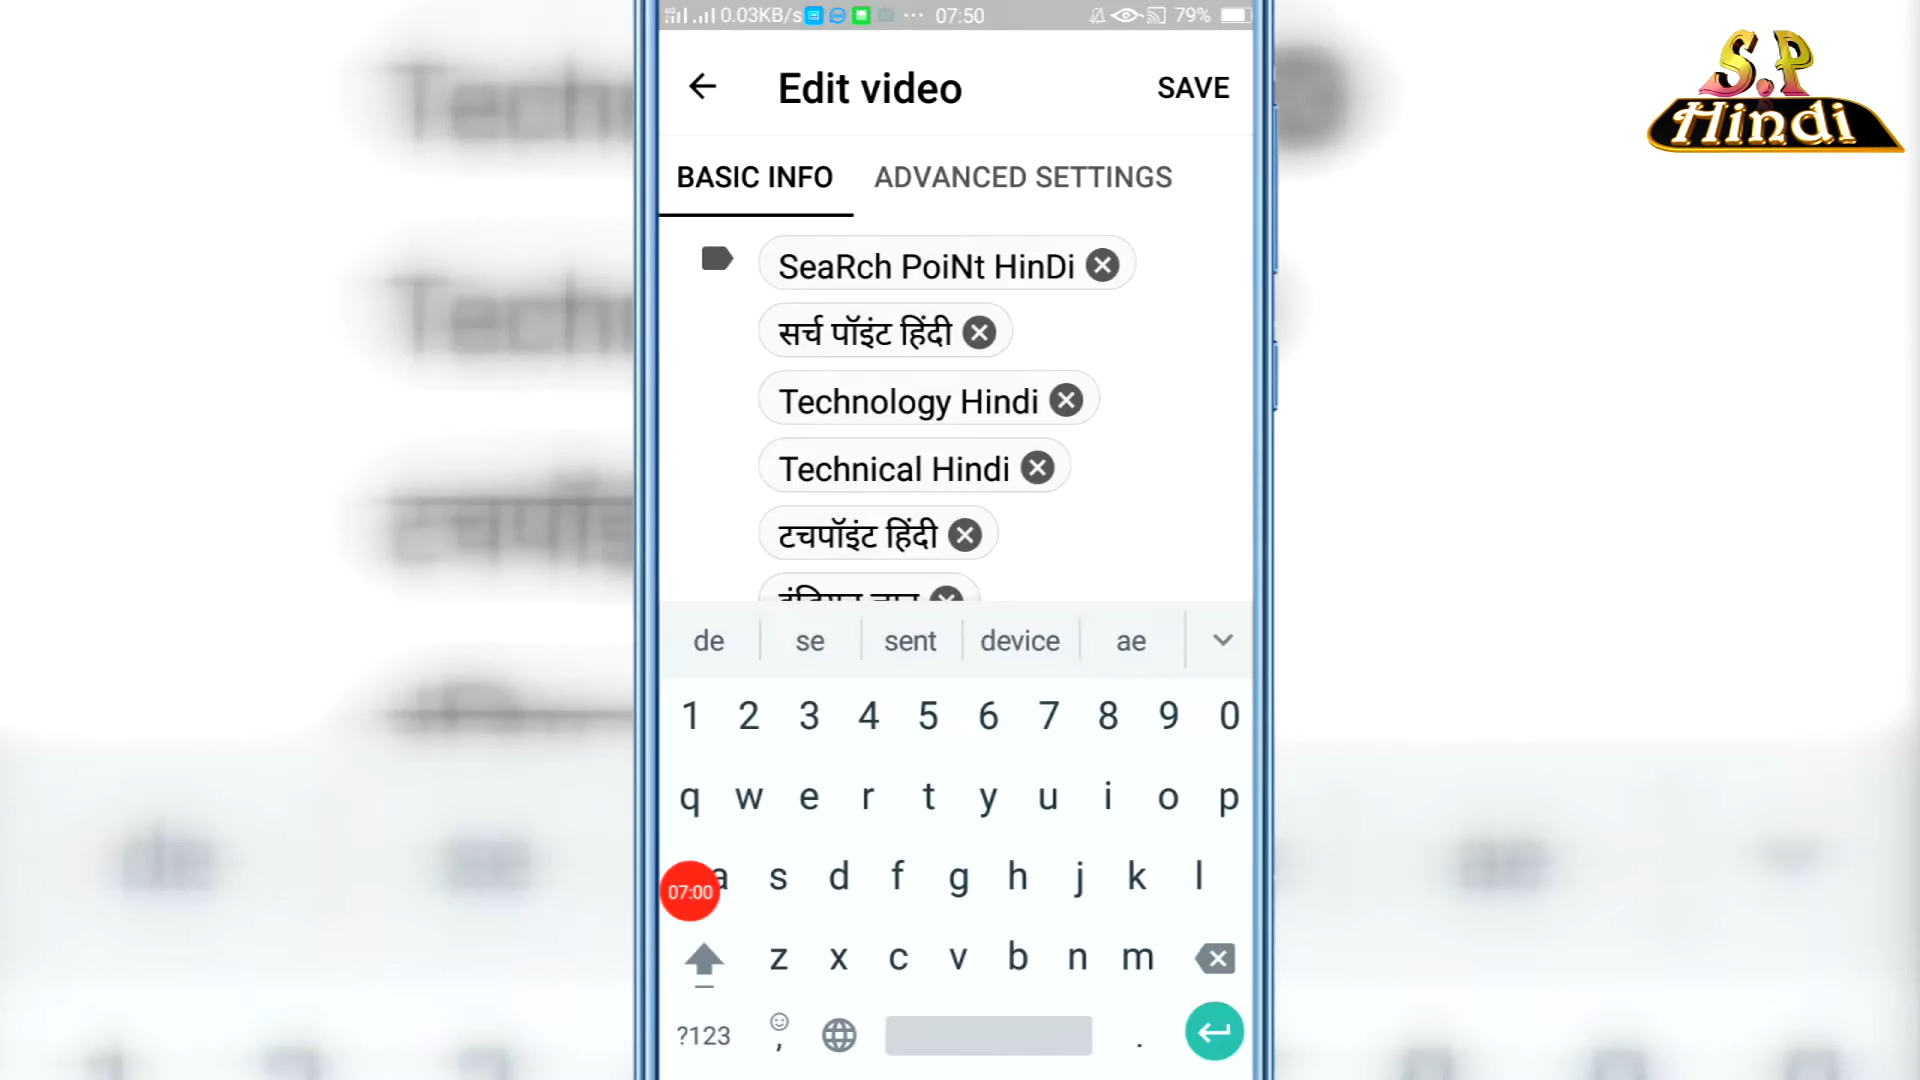 0.03KB/s ... 07:50 79%
S.P
Hindi
Edit video SAVE
BASIC INFO ADVANCED SETTINGS
SeaRch PoiNt HinDi
सर्च पॉइंट हिंदी
Technology Hindi
Technical Hindi
टचपॉइंट हिंदी
de se sent device ae
1 2 3 4 5 6 7 8 9 0
q w e r t y u i o p
a s d f g h j k l
07:00
z x c v b n m
?123 , .